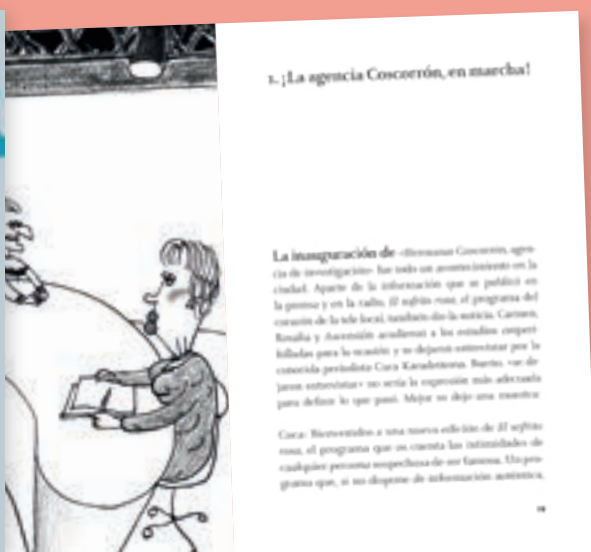 1. ¡La agencia Coscorrón, en marcha!
La inauguración de «Hermanas Coscorrón, agen-
cia de investigación» fue todo un acontecimiento en la
ciudad. Aparte de la información que se publicó en
la prensa y en la radio, El sofrito rosa, el programa del
corazón de la tele local, también dio la noticia. Carmen,
Rosalía y Ascensión acudieron a los estudios emperi-
folladas para la ocasión y se dejaron entrevistar por la
conocida periodista Cuca
Bueno, «se de-
jaron entrevistar» no sería la expresión más adecuada
para definir lo que pasó. Mejor os dejo una muestra:
Cuca: Bienvenidos a una nueva edición de El sofrito
rosa, el programa que os cuenta las intimidades de
cualquier persona sospechosa de ser famosa. Un pro-
grama que, si no dispone de información auténtica,